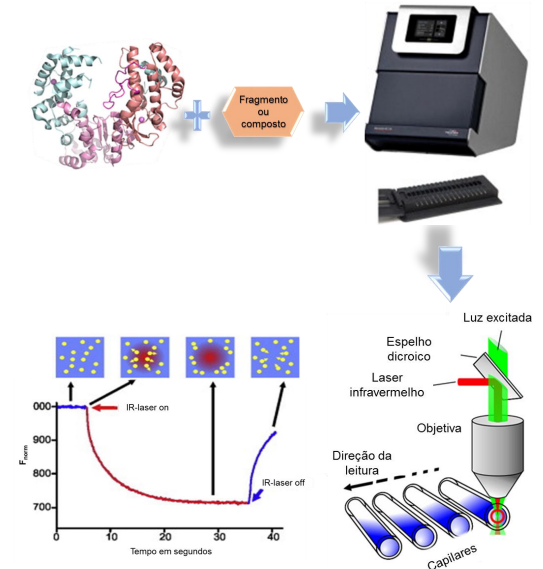 Fragmento
ou
composto
Luz excitada
Espelho
dicroico
Laser
infravermelho
Objetiva
Direção da
leitura
Capilares
IR-laser on
IR-laser off
000
900
800
700
F norm
0 10 20 30 40
Tempo em segundos